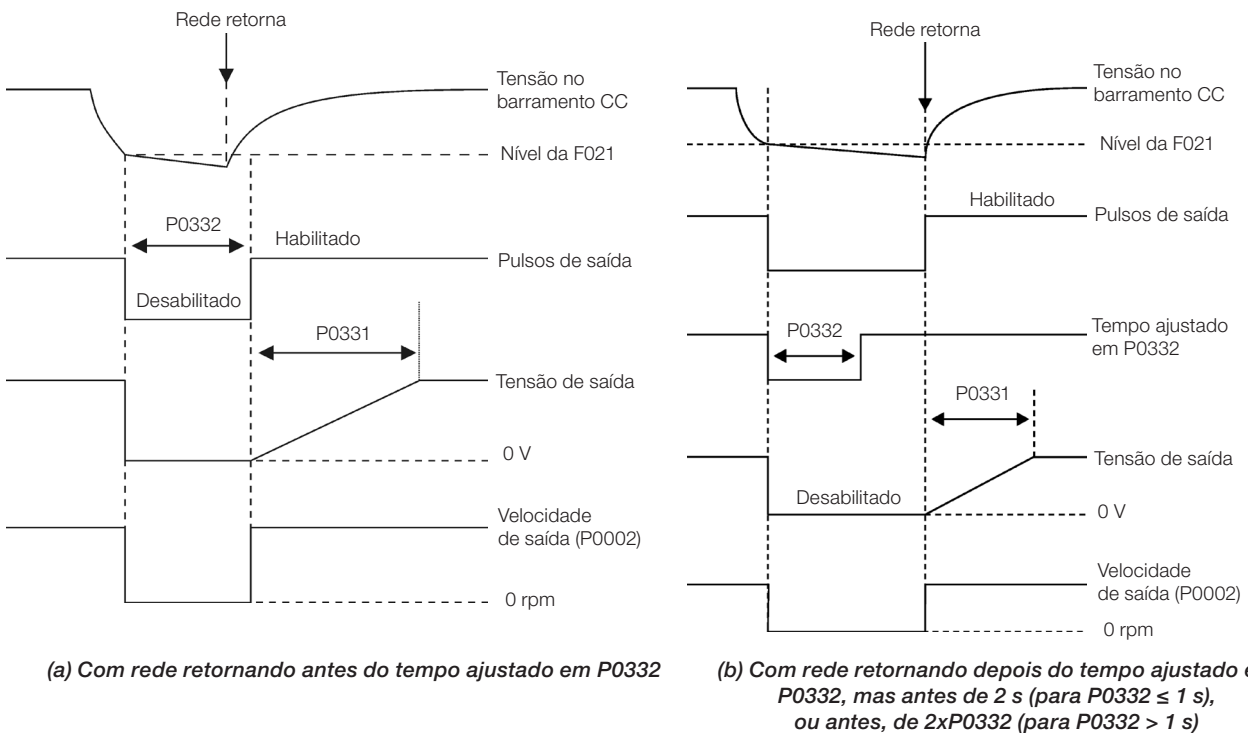 Rede retorna
Tensão no
barramento CC
Nível da F021
P0332
Habilitado
Pulsos de saída
Desabilitado
P0331
Tensão de saída
0 V
Velocidade
de saída (P0002)
0 rpm
(a) Com rede retornando antes do tempo ajustado em P0332
Rede retorna
Tensão no
barramento CC
Nível da F021
Habilitado
Pulsos de saída
P0332
Tempo ajustado
em P0332
P0331
Tensão de saída
Desabilitado
0 V
Velocidade
de saída (P0002)
0 rpm
(b) Com rede retornando depois do tempo ajustado e
P0332, mas antes de 2 s (para P0332 ≤ 1 s),
ou antes, de 2xP0332 (para P0332 > 1 s)